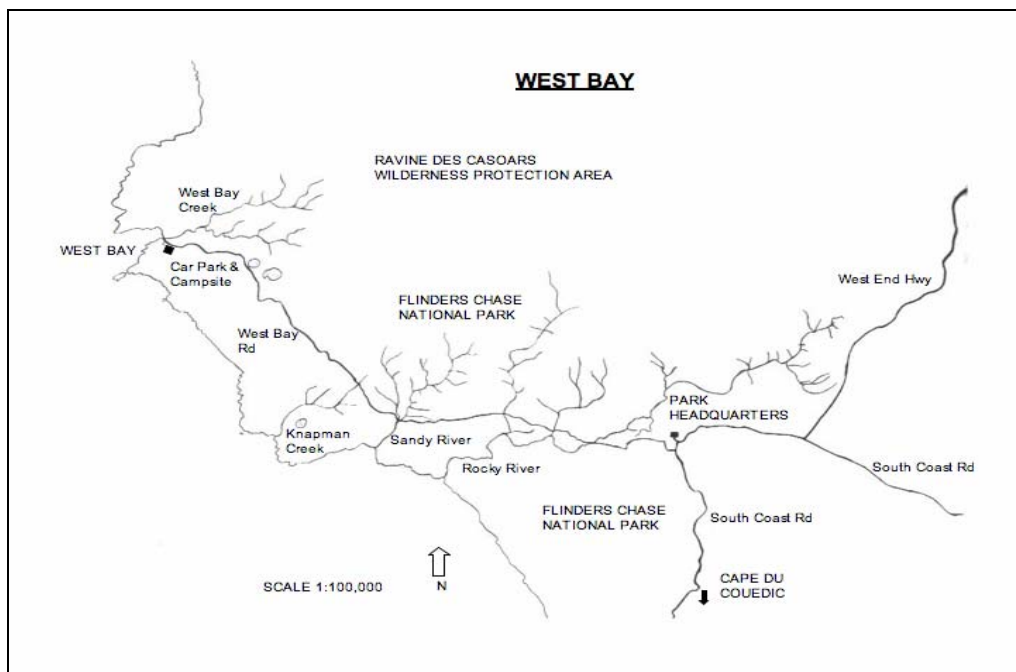 WEST BAY
RAVINE DES CASOARS
WILDERNESS PROTECTION AREA
West Bay
Creek
WEST BAY
Car Park &
Campsite
West End Hwy
FLINDERS CHASE
NATIONAL PARK
West Bay
Rd
PARK
HEADQUARTERS
Knapman
Creek
Sandy River
Rocky River
South Coast Rd
FLINDERS CHASE
NATIONAL PARK
South Coast Rd
SCALE 1:100,000
N
CAPE DU
COUEDIC